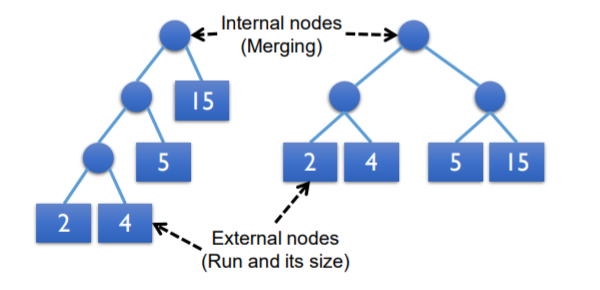 Internal nodes
(Merging)
15
5
2 4
2 4 5 15
External nodes
(Run and its size)